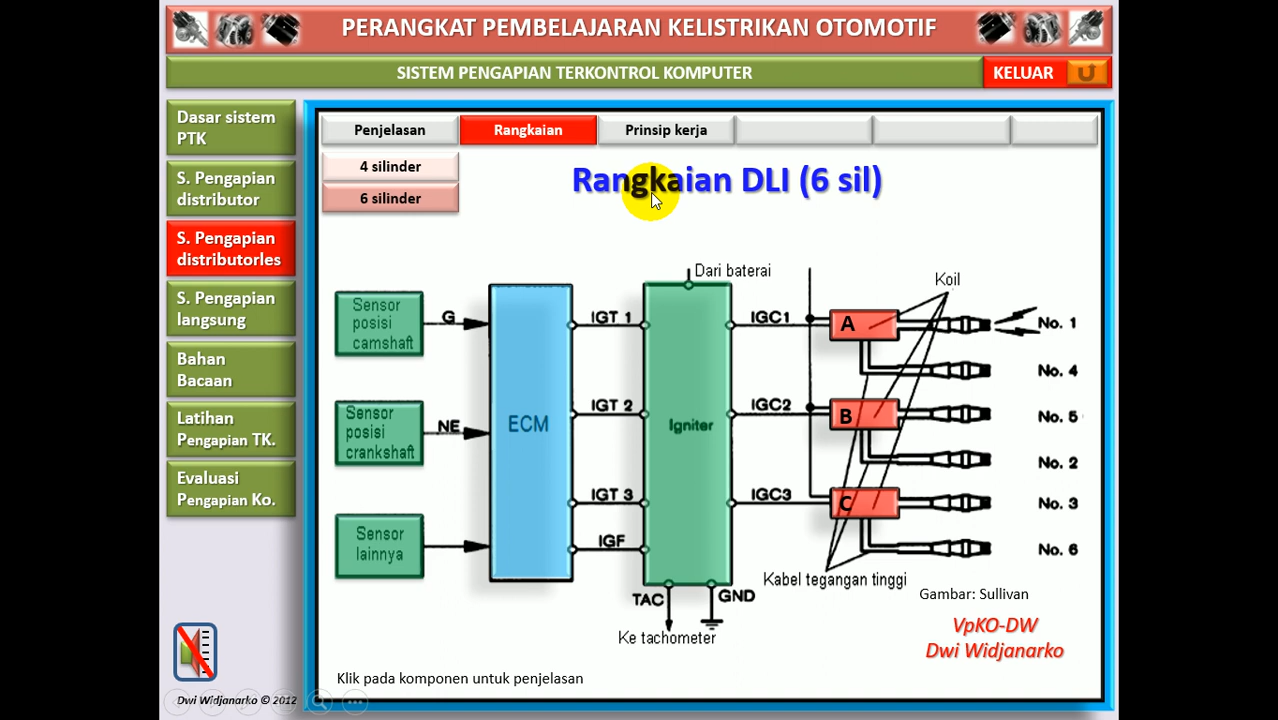 PERANGKAT PEMBELAJARAN KELISTRIKAN OTOMOTIF
SISTEM PENGAPIAN TERKONTROL KOMPUTER
KELUAR
Dasar sistem
PTK
S. Pengapian
distributor
S. Pengapian
distributorles
S. Pengapian
langsung
Bahan
Bacaan
Latihan
Pengapian TK.
Evaluasi
Pengapian Ko.
Penjelasan
Rangkaian
Prinsip kerja
4 silinder
6 silinder
Rangkaian DLI (6 sil)
Dari baterai
Koil
Sensor
posisi
camshaft
G
IGT 1
IGC1
A
No. 1
No. 4
Sensor
posisi
crankshaft
NE
ECM
IGT 2
Igniter
IGC2
B
No. 5
No. 2
IGT 3
IGC3
C
No. 3
Sensor
lainnya
IGF
No. 6
Kabel tegangan tinggi
TAC
GND
Ke tachometer
Gambar: Sullivan
VpKO-DW
Dwi Widjanarko
Klik pada komponen untuk penjelasan
Dwi Widjanarko © 2012